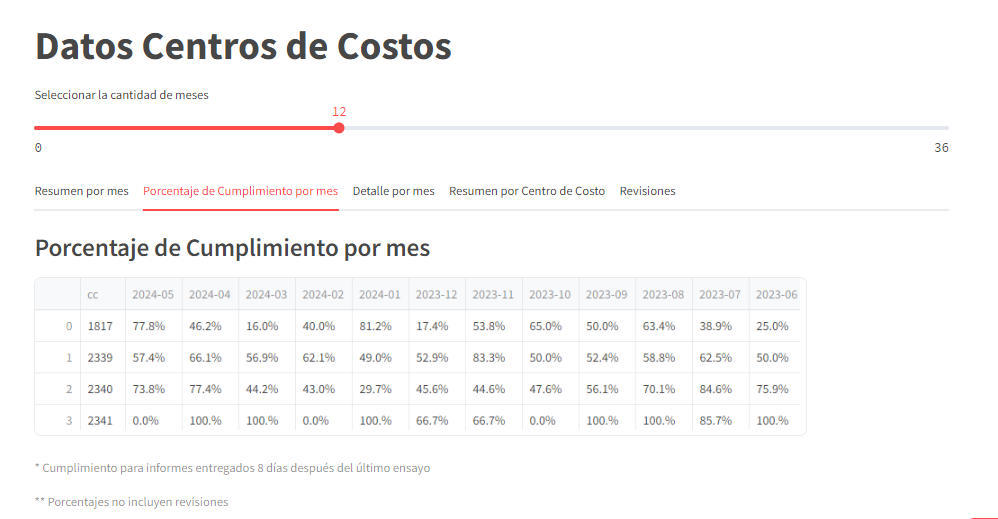 Datos Centros de Costos
Seleccionar la cantidad de meses
12
0 36
Resumen por mes Porcentaje de Cumplimiento por mes Detalle por mes Resumen por Centro de Costo Revisiones
Porcentaje de Cumplimiento por mes
cc 2024-05 2024-04 2024-03 2024-02 2024-01 2023-12 2023-11 2023-10 2023-09 2023-08 2023-07 2023-06
0 1817 77.8% 46.2% 16.0% 40.0% 81.2% 17.4% 53.8% 65.0% 50.0% 63.4% 38.9% 25.0%
1 2339 57.4% 66.1% 56.9% 62.1% 49.0% 52.9% 83.3% 50.0% 52.4% 58.8% 62.5% 50.0%
2 2340 73.8% 77.4% 44.2% 43.0% 29.7% 45.6% 44.6% 47.6% 56.1% 70.1% 84.6% 75.9%
3 2341 0.0% 100.% 100.% 0.0% 100.% 66.7% 66.7% 0.0% 100.% 100.% 85.7% 100.%
* Cumplimiento para informes entregados 8 días después del último ensayo
** Porcentajes no incluyen revisiones